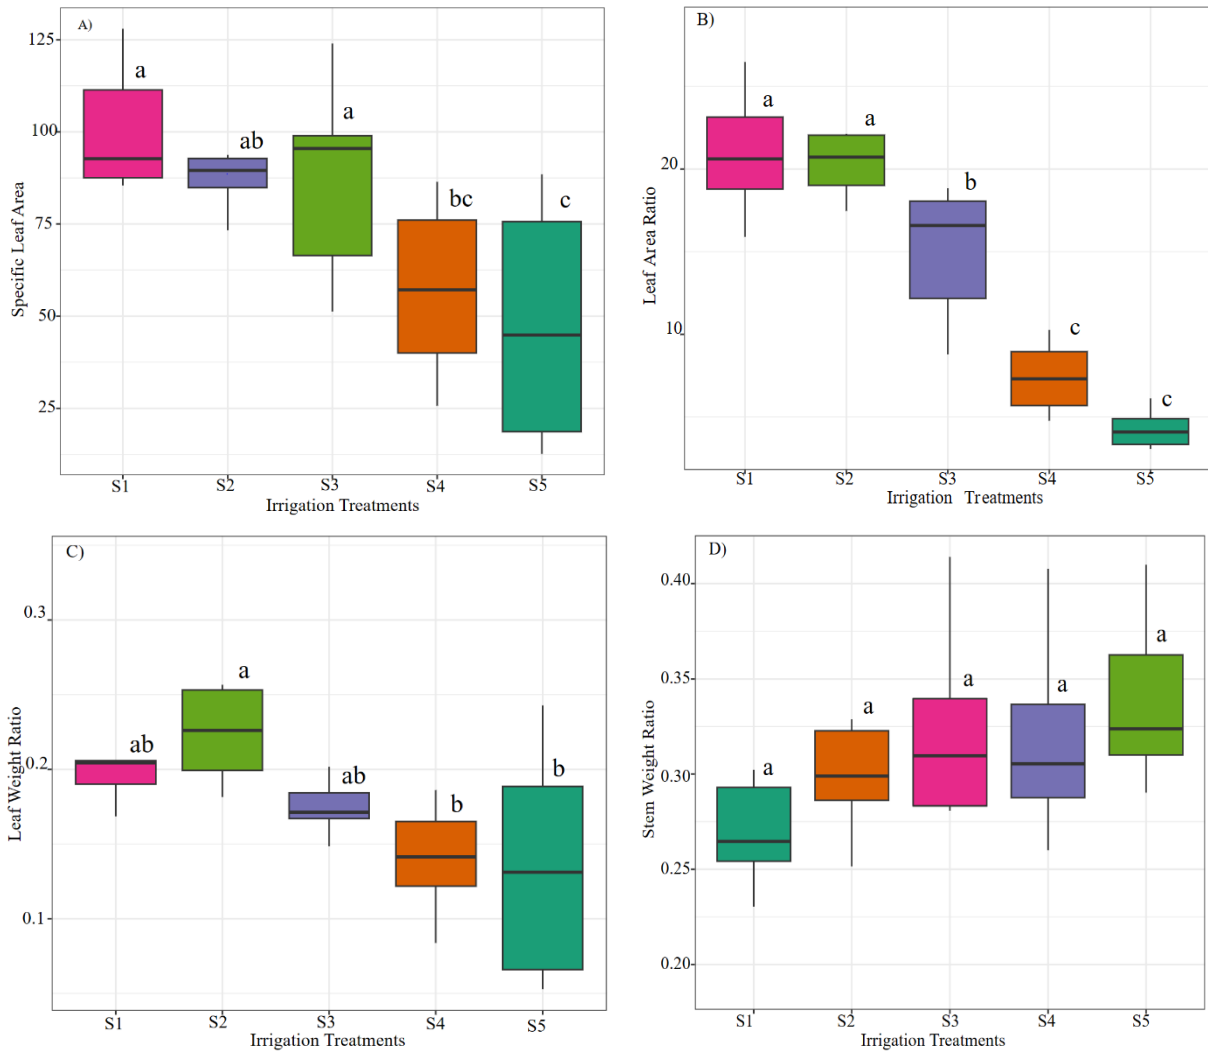 A)
125
100
75
50
25
a
ab
a
bc
c
Specific Leaf Area
S1 S2 S3 S4 S5
Irrigation Treatments
B)
20
10
a
a
b
c
c
Leaf Area Ratio
S1 S2 S3 S4 S5
Irrigation Treatments
C)
0.3
0.2
0.1
ab
a
ab
b
b
Leaf Weight Ratio
S1 S2 S3 S4 S5
Irrigation Treatments
D)
0.40
0.35
0.30
0.25
0.20
a
a
a
a
a
Stem Weight Ratio
S1 S2 S3 S4 S5
Irrigation Treatments